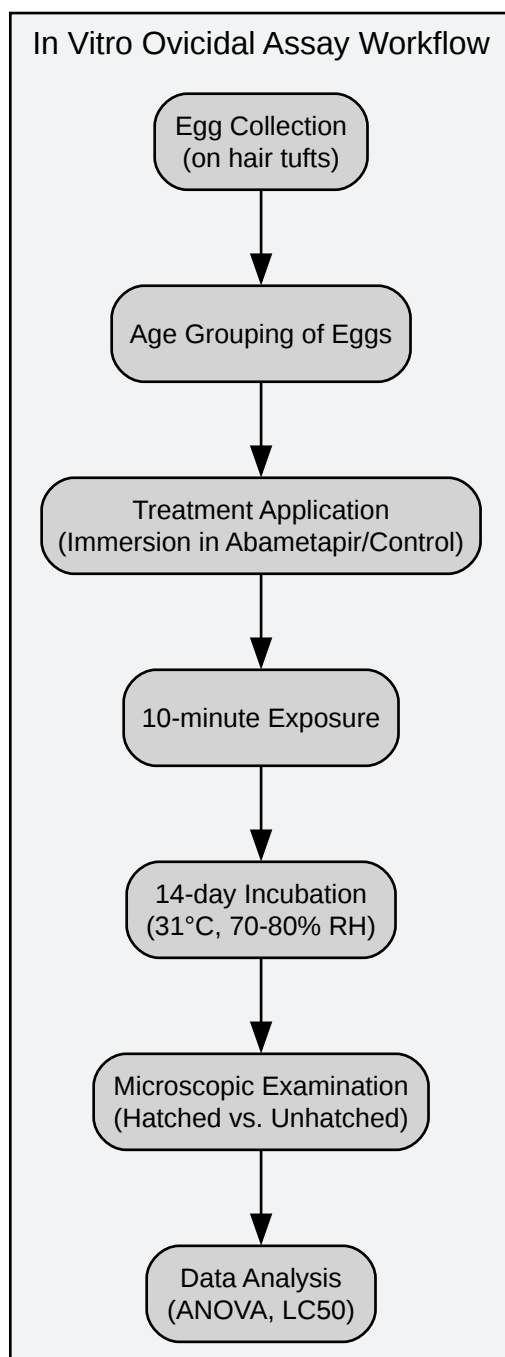 In Vitro Ovicidal Assay Workflow
Egg Collection
(on hair tufts)
Age Grouping of Eggs
Treatment Application
(Immersion in Abametapir/Control)
10-minute Exposure
14-day Incubation
(31°C, 70-80% RH)
Microscopic Examination
(Hatched vs. Unhatched)
Data Analysis
(ANOVA, LC50)